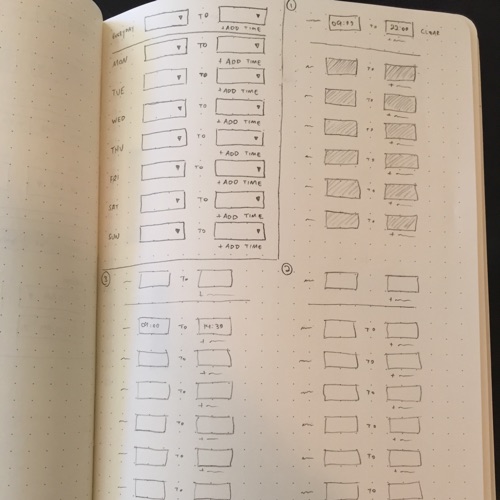 EVERYDAY TO
+ ADD TIME
MON TO
+ ADD TIME
TUE TO
+ ADD TIME
WED TO
+ ADD TIME
THU TO
+ ADD TIME
FRI TO
+ ADD TIME
SAT TO
+ ADD TIME
SUN TO
+ ADD TIME
1
09:00 TO 22:00 CLEAR
TO
TO
TO
TO
TO
TO
3
TO
09:00 TO 14:30
TO
TO
TO
TO
TO
2
TO
TO
TO
TO
TO
TO